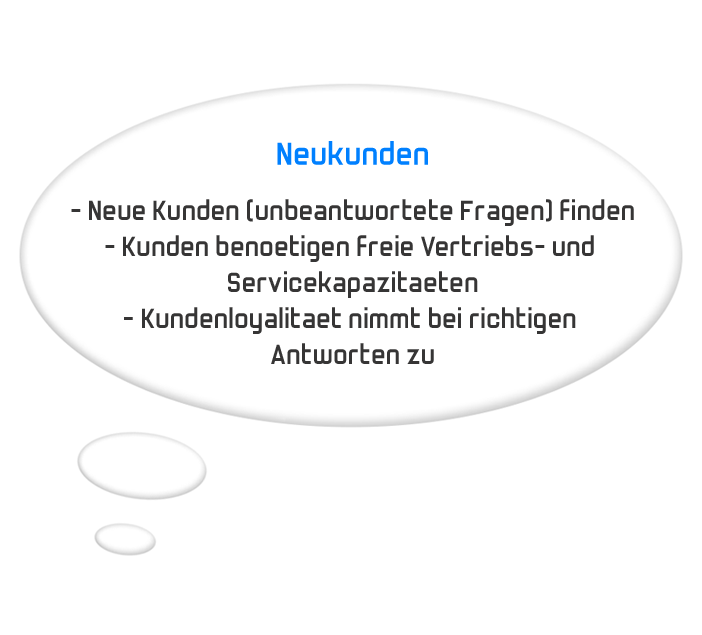 Neukunden
- Neue Kunden (unbeantwortete Fragen) finden
- Kunden benoetigen freie Vertriebs- und
Servicekapazitaeten
- Kundenloyalitaet nimmt bei richtigen
Antworten zu